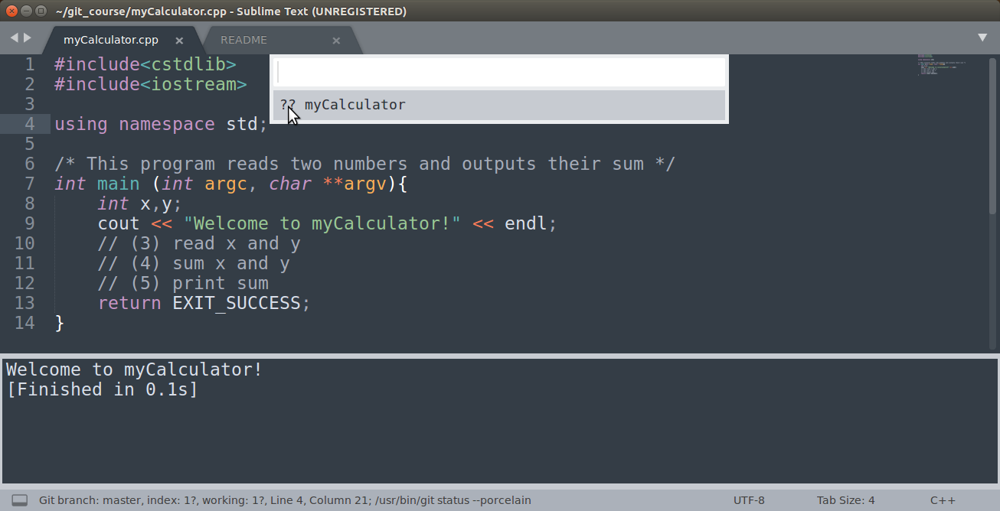 ~/git_course/myCalculator.cpp - Sublime Text (UNREGISTERED)
myCalculator.cpp
README
?? myCalculator
1 #include<cstdlib>
2 #include<iostream>
3
4 using namespace std;
5
6 /* This program reads two numbers and outputs their sum */
7 int main (int argc, char **argv){
8 int x,y;
9 cout << "Welcome to myCalculator!" << endl;
10 // (3) read x and y
11 // (4) sum x and y
12 // (5) print sum
13 return EXIT_SUCCESS;
14 }
Welcome to myCalculator!
[Finished in 0.1s]
Git branch: master, index: 1?, working: 1?, Line 4, Column 21; /usr/bin/git status --porcelain
UTF-8
Tab Size: 4
C++